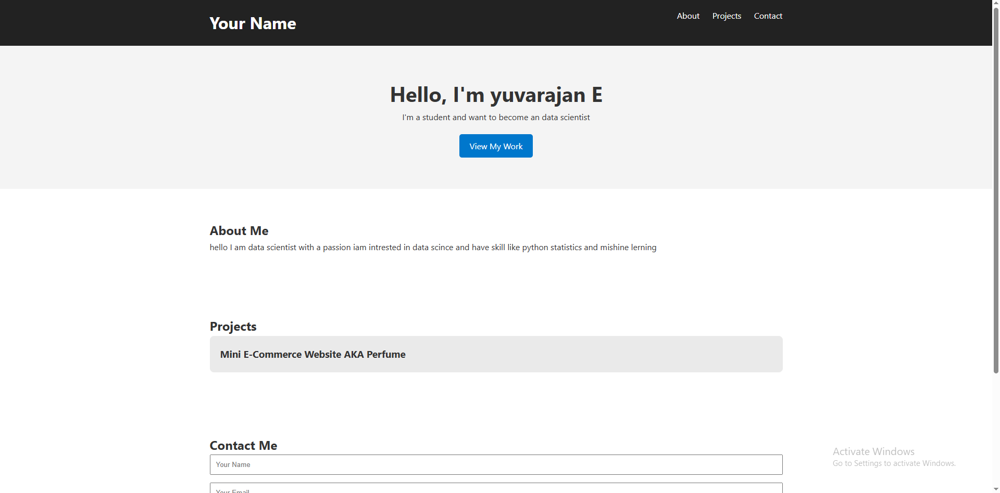 Your Name
About Projects Contact
Hello, I'm yuvarajan E
I'm a student and want to become an data scientist
View My Work
About Me
hello I am data scientist with a passion iam intrested in data scince and have skill like python statistics and mishine lerning
Projects
Mini E-Commerce Website AKA Perfume
Contact Me
Your Name
Your Email
Activate Windows
Go to Settings to activate Windows.